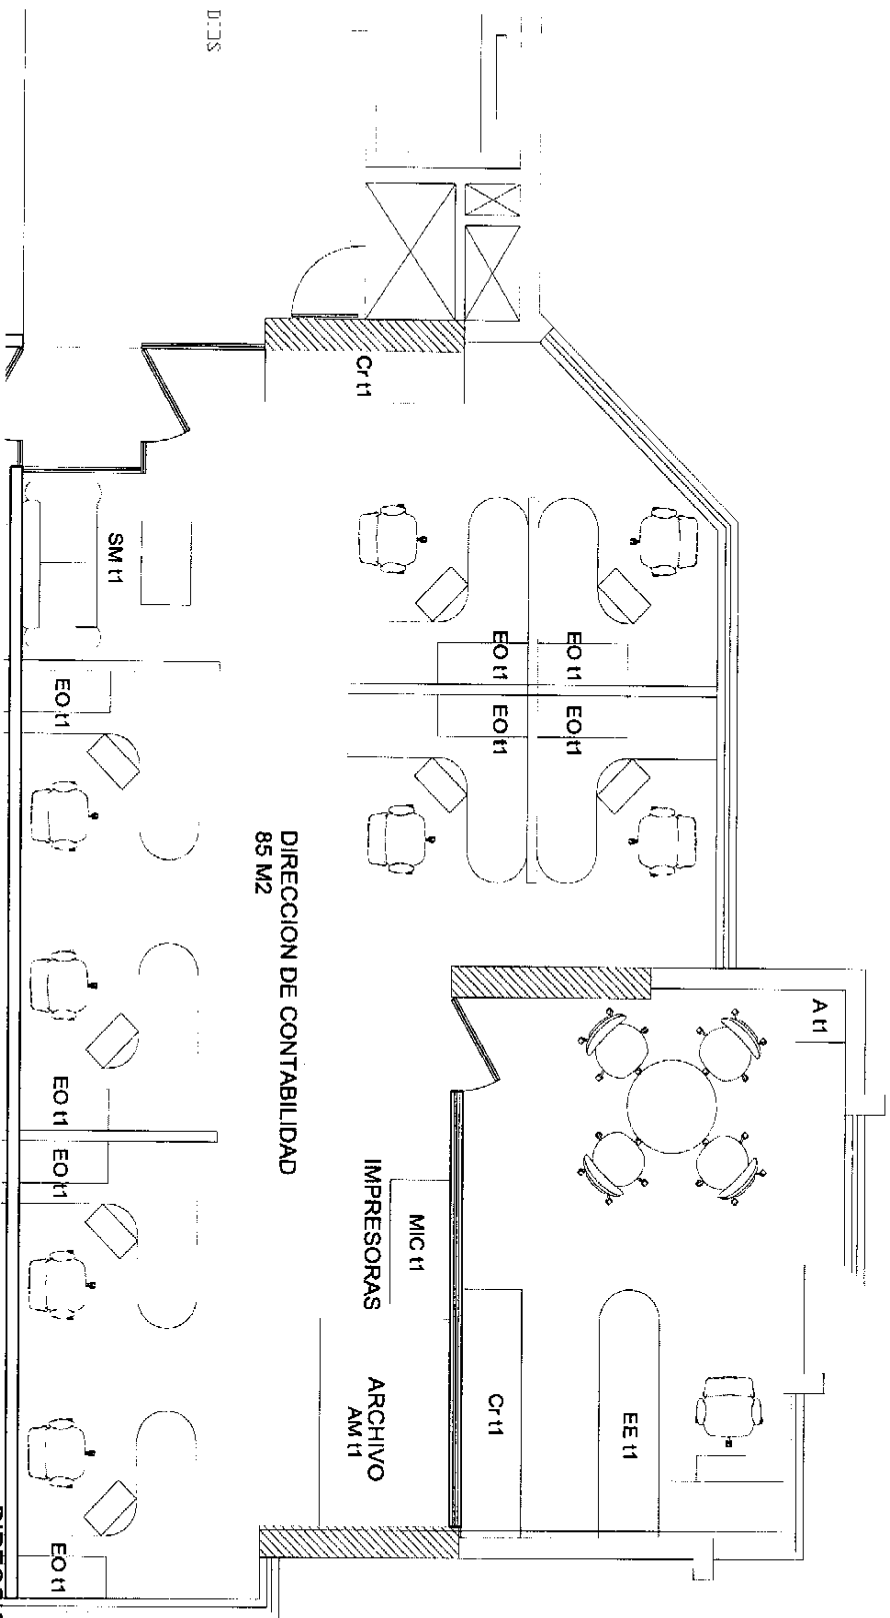 Cr t1
SM t1
EO t1
EO t1
EO t1
EO t1
EO t1
DIRECCION DE CONTABILIDAD
85 M2
A t1
EO t1
EO t1
IMPRESORAS
MIC t1
ARCHIVO
AM t1
Cr t1
EE t1
EO t1